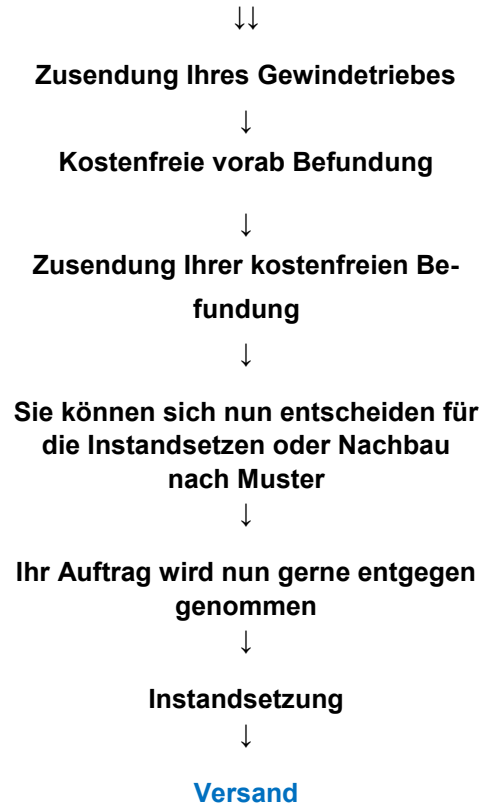 ↓↓
Zusendung Ihres Gewindetriebes
↓
Kostenfreie vorab Befundung
↓
Zusendung Ihrer kostenfreien Be-
fundung
↓
Sie können sich nun entscheiden für
die Instandsetzen oder Nachbau
nach Muster
↓
Ihr Auftrag wird nun gerne entgegen
genommen
↓
Instandsetzung
↓
Versand